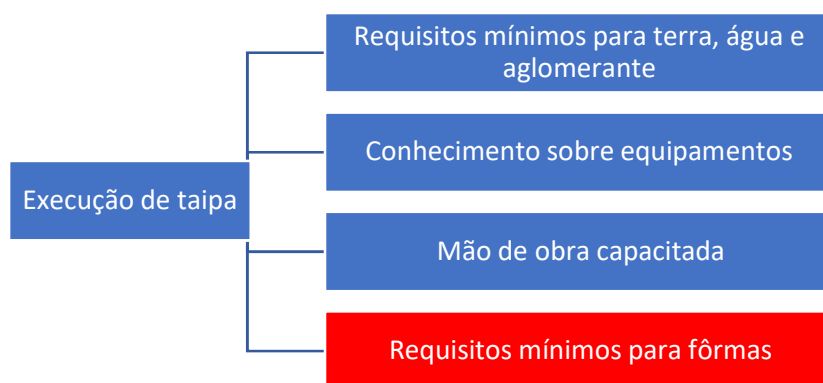 Requisitos mínimos para terra, água e
aglomerante
Conhecimento sobre equipamentos
Execução de taipa
Mão de obra capacitada
Requisitos mínimos para fôrmas